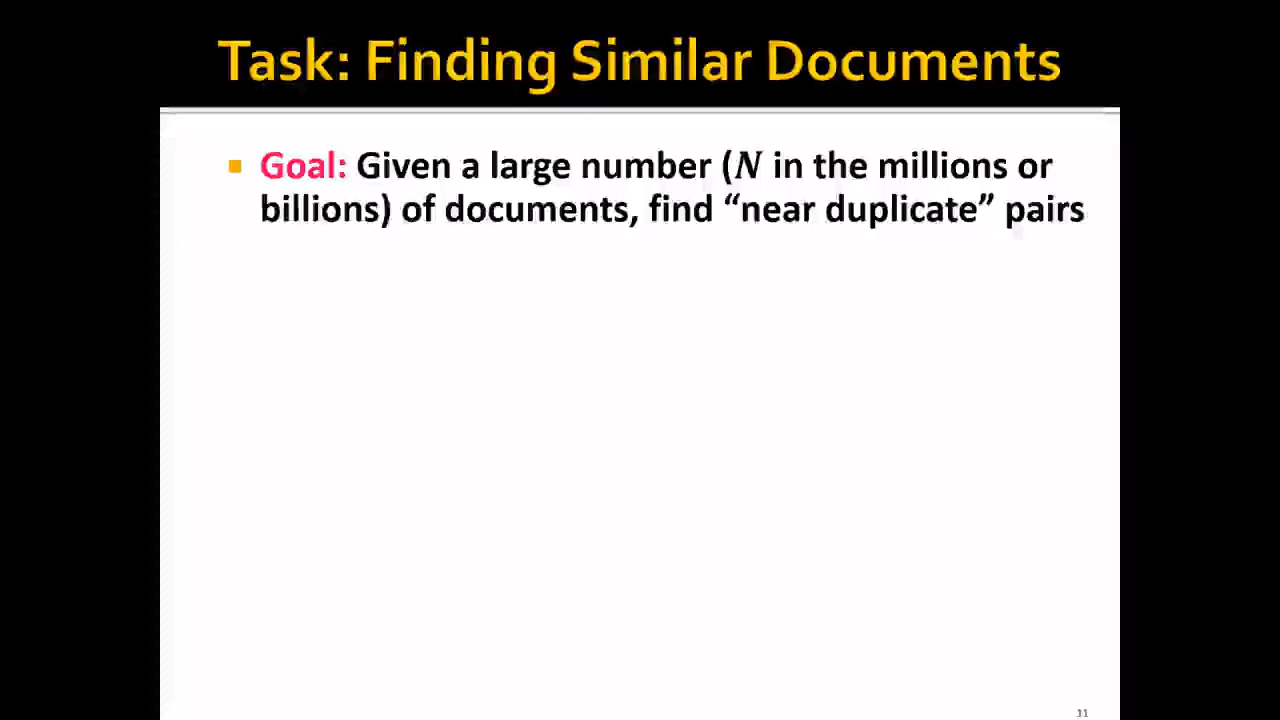 Task: Finding Similar Documents
Goal: Given a large number (N in the millions or
billions) of documents, find “near duplicate” pairs
11